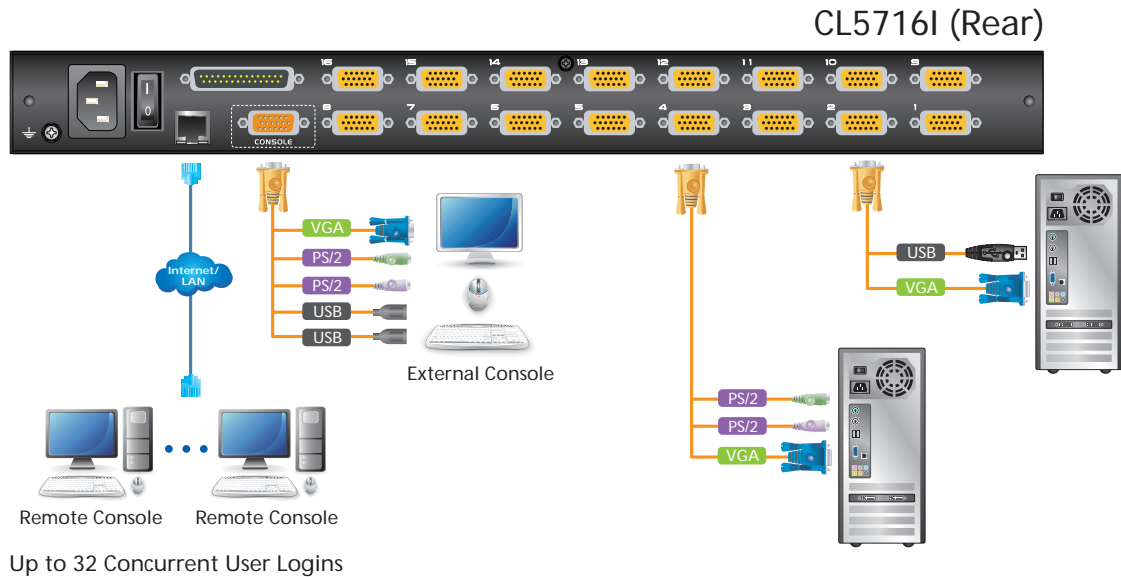 CL5716I (Rear)
16 15 14 13 12 11 10 9
8 7 6 5 4 3 2 1
I
0
CONSOLE
VGA
PS/2
PS/2
USB
USB
External Console
Internet/
LAN
USB
VGA
PS/2
PS/2
VGA
Remote Console Remote Console
Up to 32 Concurrent User Logins